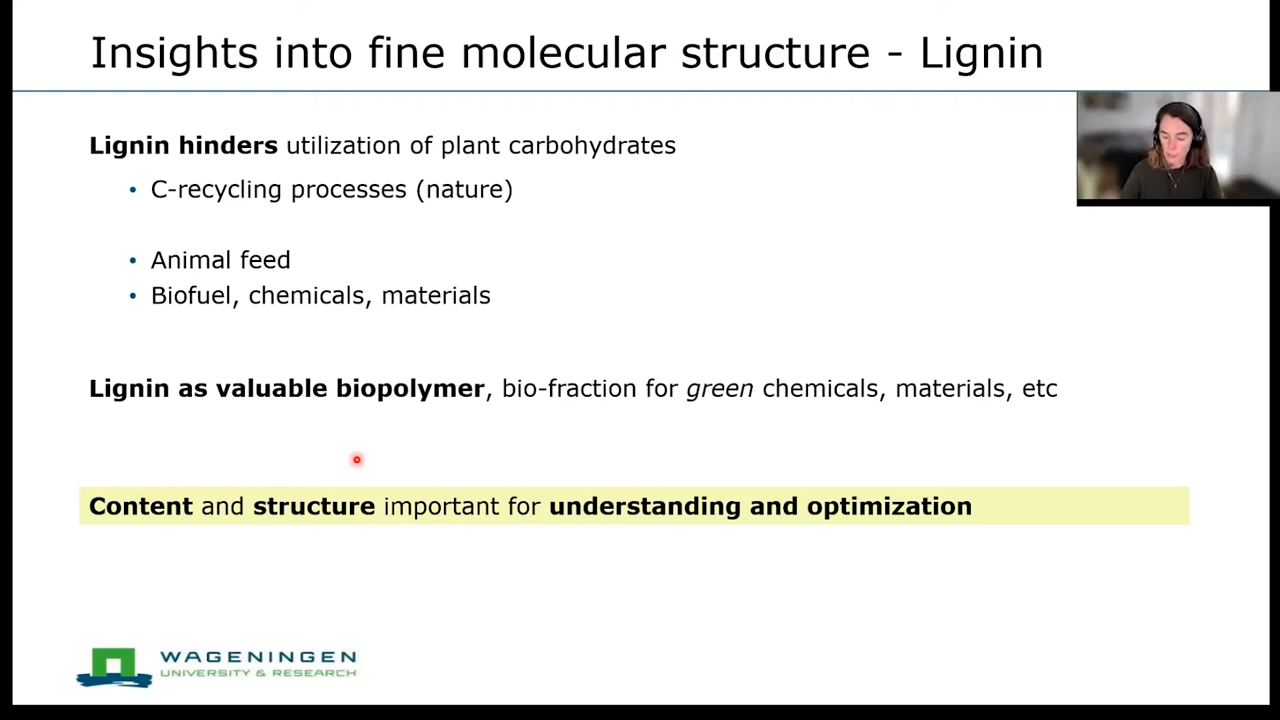 Insights into fine molecular structure - Lignin
Lignin hinders utilization of plant carbohydrates
• C-recycling processes (nature)
• Animal feed
• Biofuel, chemicals, materials
Lignin as valuable biopolymer, bio-fraction for green chemicals, materials, etc
Content and structure important for understanding and optimization
WAGENINGEN
UNIVERSITY & RESEARCH